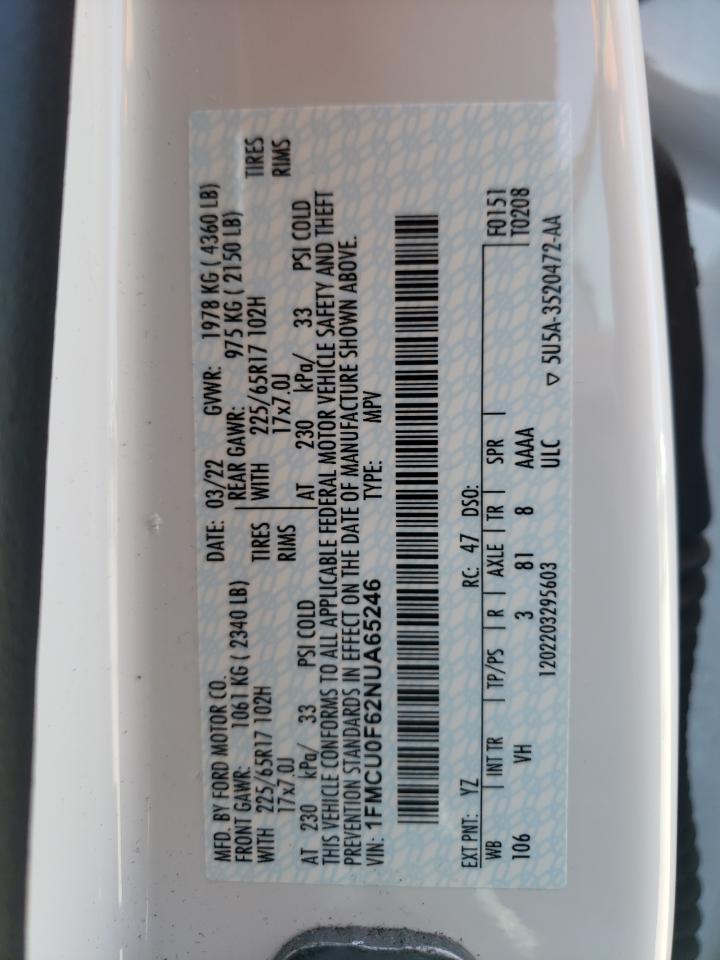 MFD. BY FORD MOTOR CO. DATE: 03/22 GVWR: 1978 KG ( 4360 LB)
FRONT GAWR: 1061 KG ( 2340 LB) REAR GAWR: 975 KG ( 2150 LB)
WITH 225/65R17 102H TIRES WITH 225/65R17 102H TIRES
17x7.0J RIMS 17x7.0J RIMS
AT 230 kPa/ 33 PSI COLD AT 230 kPa/ 33 PSI COLD
THIS VEHICLE CONFORMS TO ALL APPLICABLE FEDERAL MOTOR VEHICLE SAFETY AND THEFT
PREVENTION STANDARDS IN EFFECT ON THE DATE OF MANUFACTURE SHOWN ABOVE.
VIN: 1FMCU0F62NUA65246 TYPE: MPV
EXT PNT: YZ RC: 47 DSO: F0151
WB INT TR TP/PS R AXLE TR SPR T0208
106 VH 3 81 8 AAAA
1202203295603 ULC ▽ 5U5A-3520472-AA